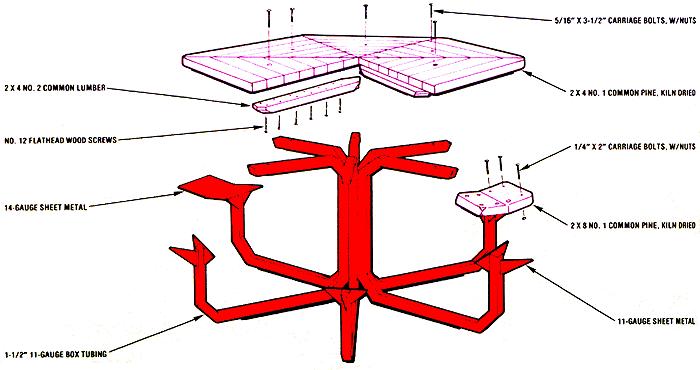 5/16" X 3-1/2" CARRIAGE BOLTS, W/NUTS
2 X 4 NO. 2 COMMON LUMBER
2 X 4 NO. 1 COMMON PINE, KILN DRIED
NO. 12 FLATHEAD WOOD SCREWS
1/4" X 2" CARRIAGE BOLTS, W/NUTS
14-GAUGE SHEET METAL
2 X 8 NO. 1 COMMON PINE, KILN DRIED
11-GAUGE SHEET METAL
1-1/2" 11-GAUGE BOX TUBING